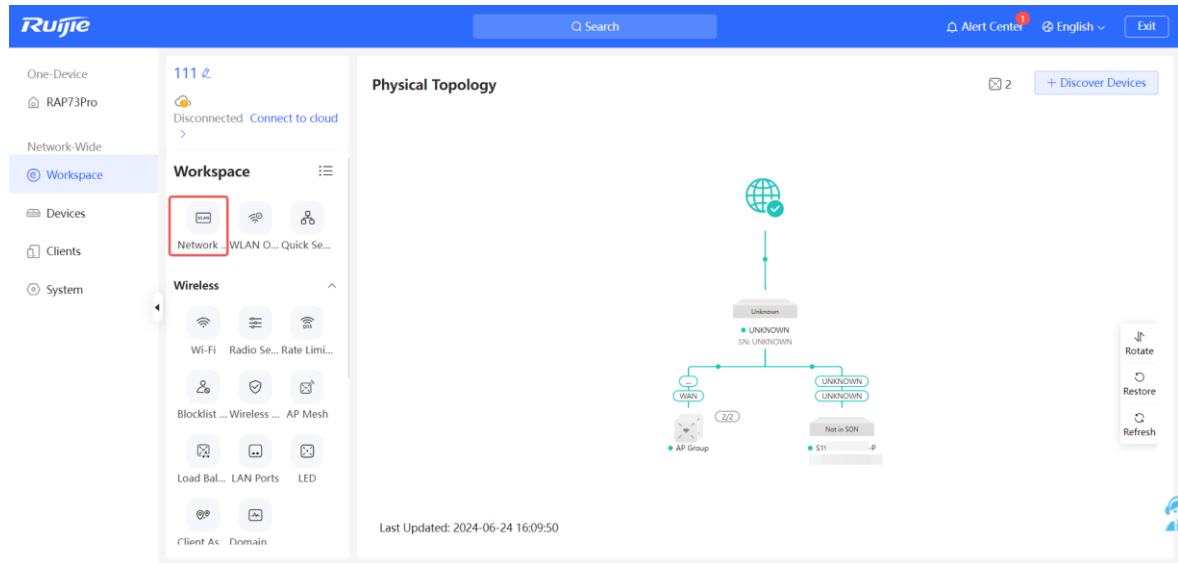 Ruijie
Search
Alert Center
1
English
Exit
One-Device
RAP73Pro
Network-Wide
Workspace
Devices
Clients
System
111
Disconnected Connect to cloud
>
Workspace
VLAN
Network ... WLAN O... Quick Se...
Wireless
Wi-Fi Radio Se... Rate Limi...
Blocklist ... Wireless ... AP Mesh
Load Bal... LAN Ports LED
Client As Domain
Physical Topology
2
+ Discover Devices
Unknown
UNKNOWN
SN: UNKNOWN
...
WAN
UNKNOWN
UNKNOWN
2/2
AP Group
Not in SON
-P
Rotate
Restore
Refresh
Last Updated: 2024-06-24 16:09:50